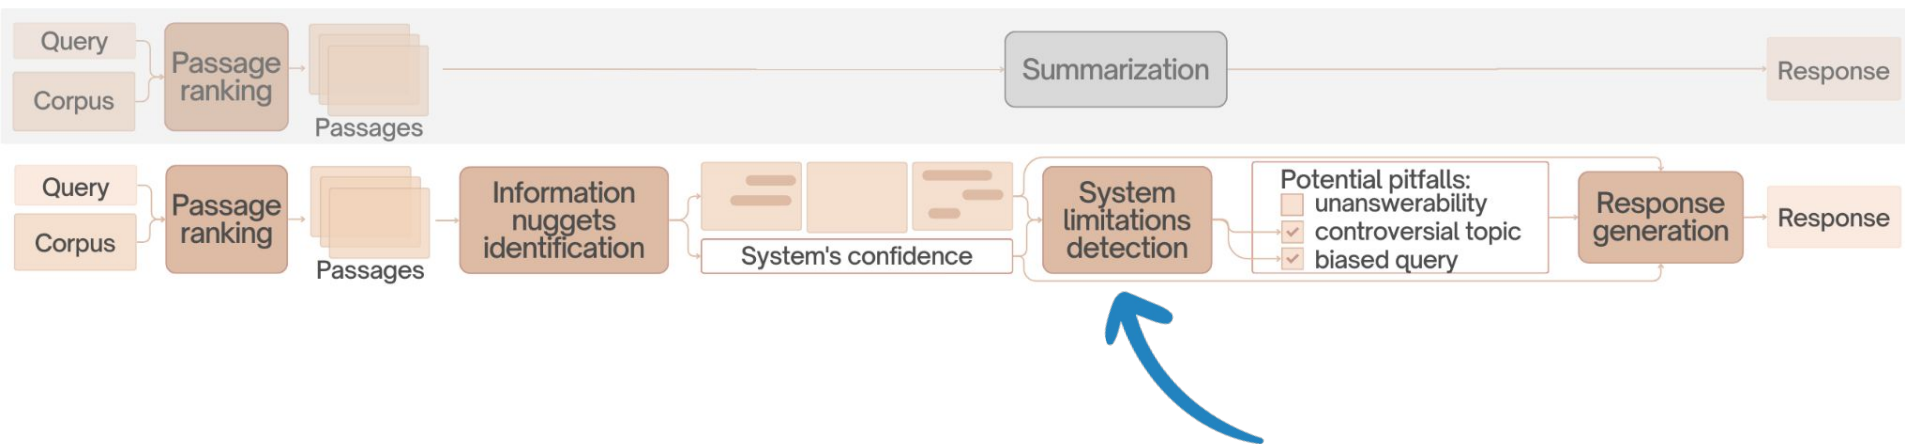 Query
Corpus
Passage
ranking
Passages
Summarization
Response
Query
Corpus
Passage
ranking
Passages
Information
nuggets
identification
System's confidence
System
limitations
detection
Potential pitfalls:
unanswerability
controversial topic
biased query
Response
generation
Response